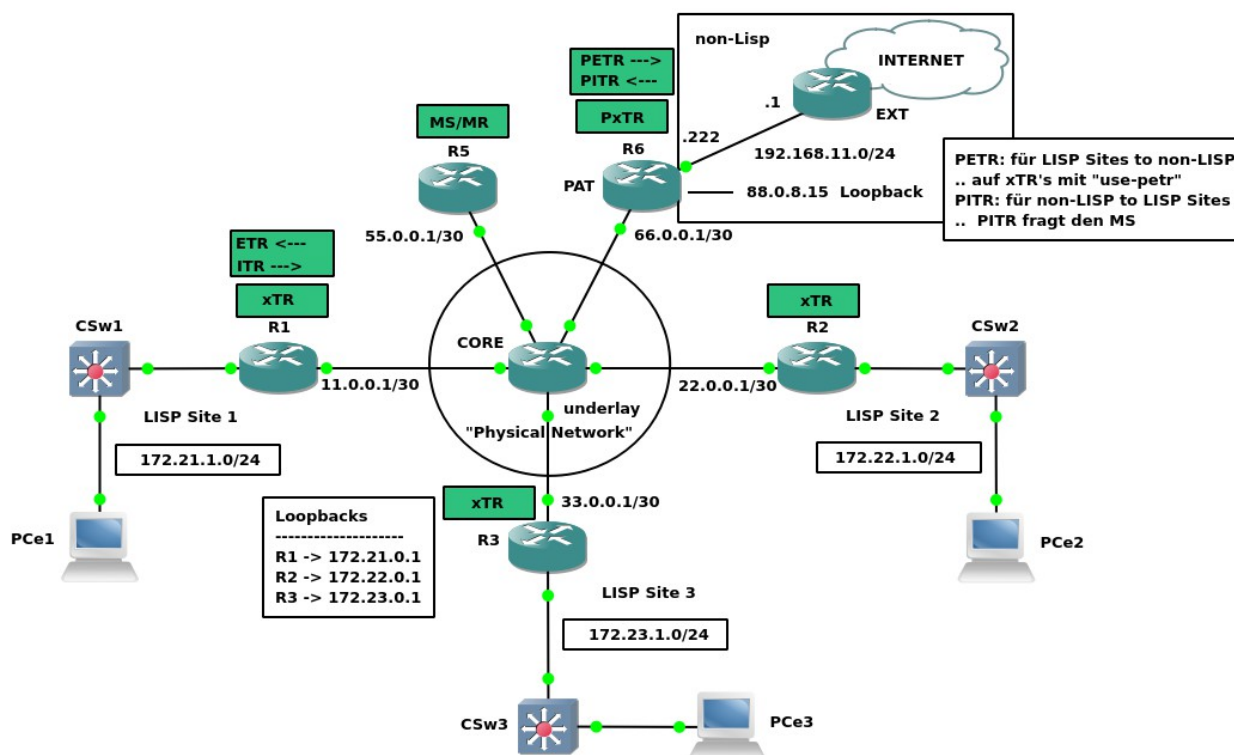 non-Lisp
INTERNET
PETR --->
PITR <---
.1
EXT
MS/MR
PxTR
.222
R5
R6
192.168.11.0/24
PAT
88.0.8.15 Loopback
PETR: für LISP Sites to non-LISP
.. auf xTR's mit "use-petr"
PITR: für non-LISP to LISP Sites
.. PITR fragt den MS
55.0.0.1/30
66.0.0.1/30
ETR <---
ITR --->
xTR
xTR
CSw1
R1
CORE
R2
CSw2
11.0.0.1/30
22.0.0.1/30
underlay
"Physical Network"
LISP Site 1
LISP Site 2
172.21.1.0/24
172.22.1.0/24
xTR
33.0.0.1/30
Loopbacks
---------------------
R1 -> 172.21.0.1
R2 -> 172.22.0.1
R3 -> 172.23.0.1
PCe1
R3
PCe2
LISP Site 3
172.23.1.0/24
CSw3
PCe3